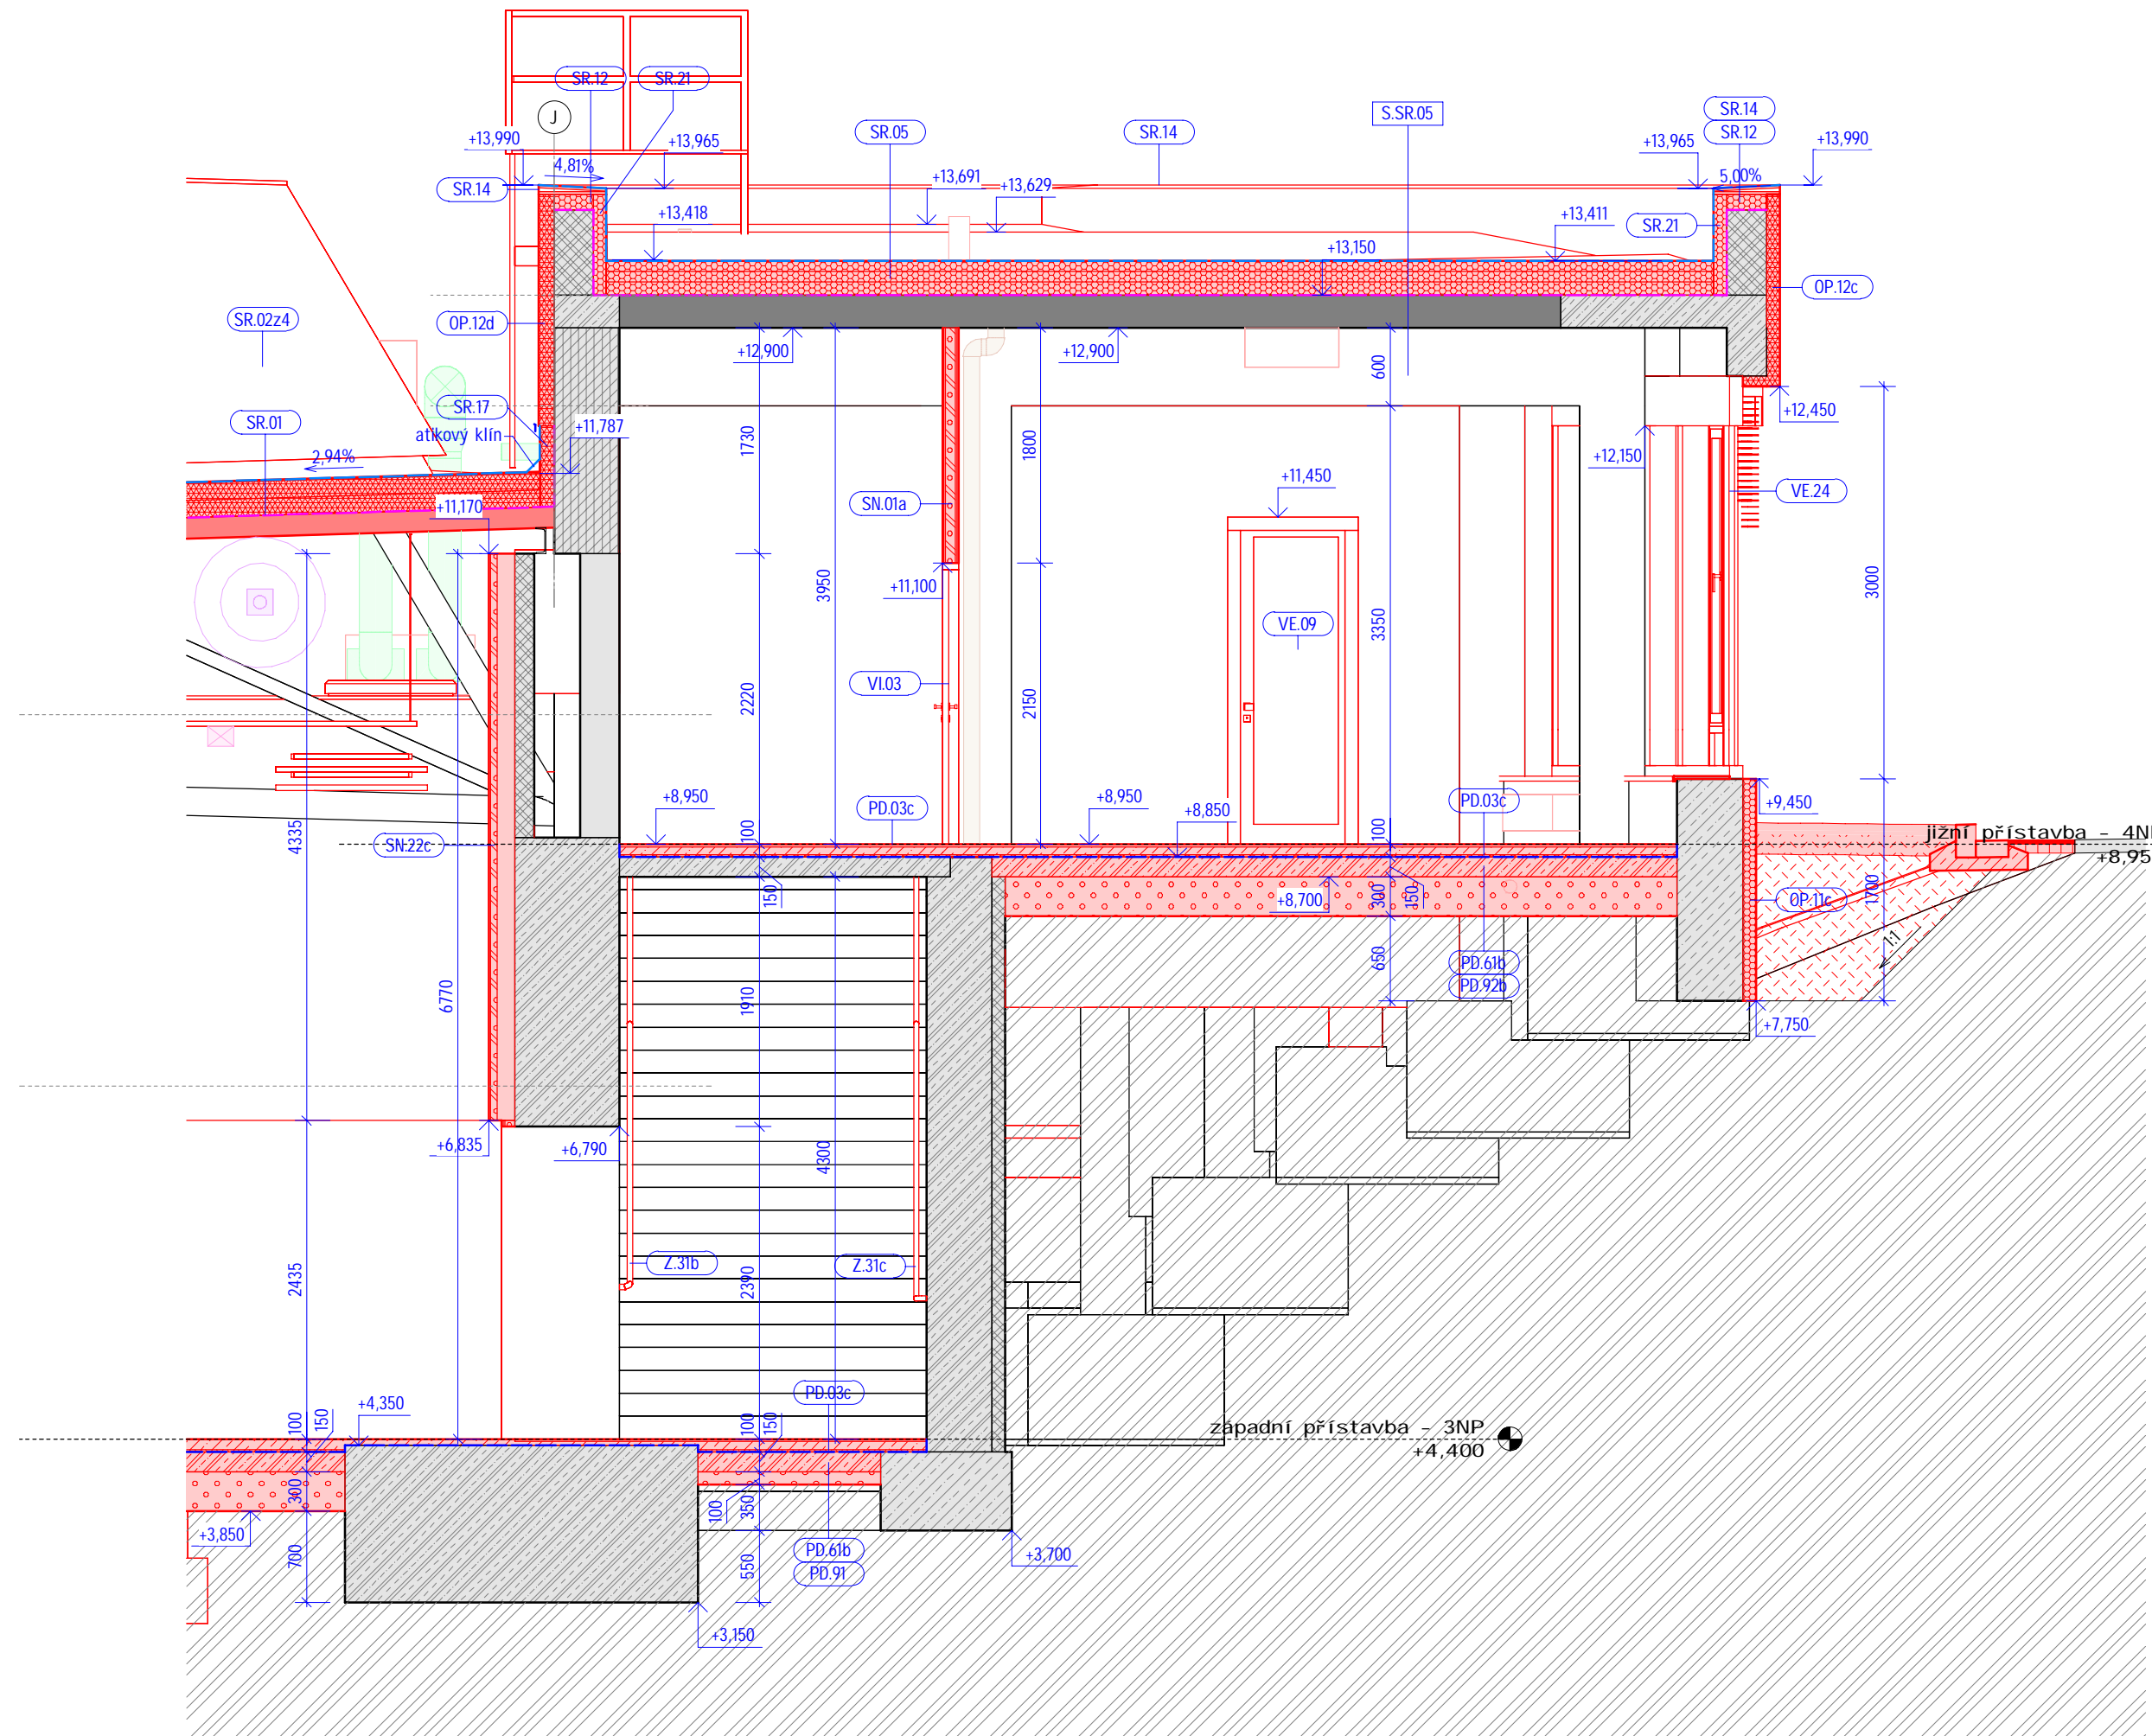 SR.12
SR.21
J
+13,990
+13,965
4,81%
SR.14
SR.05
SR.14
S.SR.05
SR.14
SR.12
+13,965
+13,990
5,00%
+13,691
+13,629
+13,418
+13,411
SR.21
+13,150
OP.12c
SR.02z4
OP.12d
+12,900
+12,900
600
SR.17
atikový klín
SR.01
+11,787
+12,450
2,94%
1730
1800
+12,150
+11,450
SN.01a
VE.24
+11,170
3950
+11,100
3000
3350
VE.09
VI.03
2220
2150
+8,950
PD.03c
+8,950
+8,850
PD.03c
+9,450
100
100
jižní přístavba - 4N
+8,95
4335
SN.22c
150
+8,700
300
150
OP.11c
1700
1:1
650
PD.61b
PD.92b
6770
1910
+7,750
+6,835
+6,790
4300
2435
Z.31b
Z.31c
2390
PD.03c
+4,350
100
150
100
150
západní přístavba - 3NP
+4,400
300
100
350
+3,850
700
550
PD.61b
PD.91
+3,700
+3,150